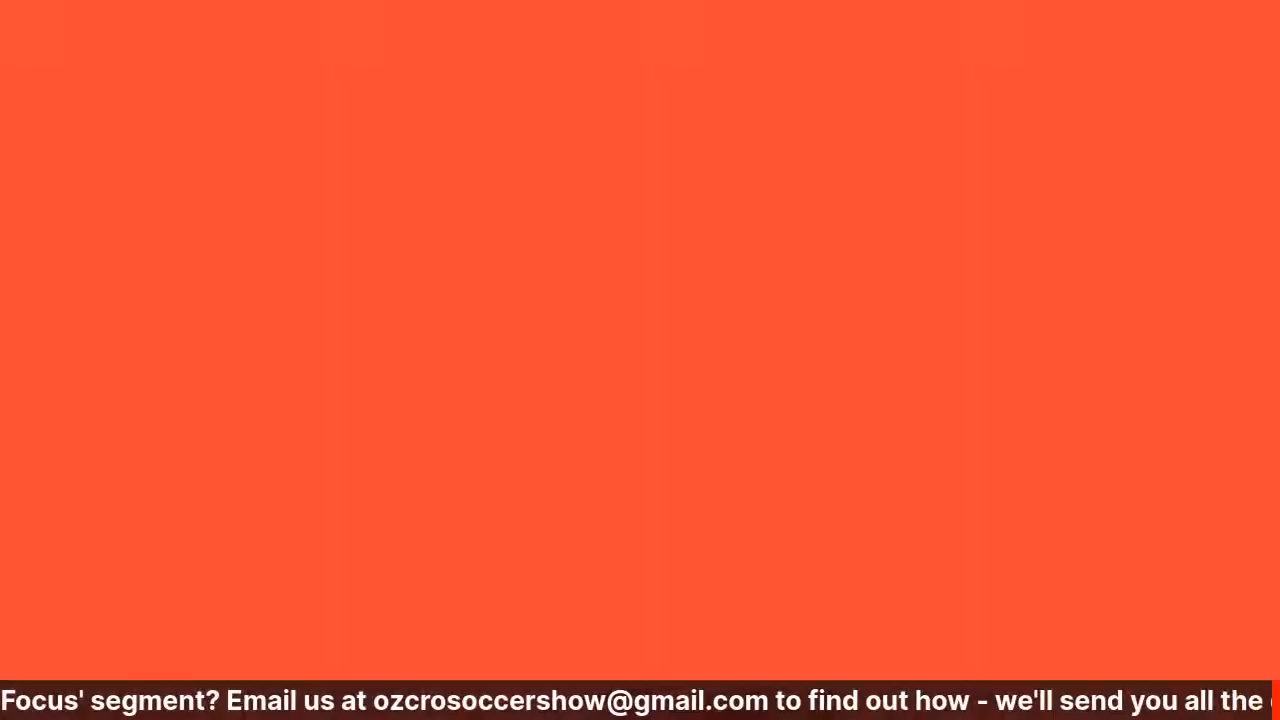 Focus' segment? Email us at ozcrosoccershow@gmail.com to find out how - we'll send you all the